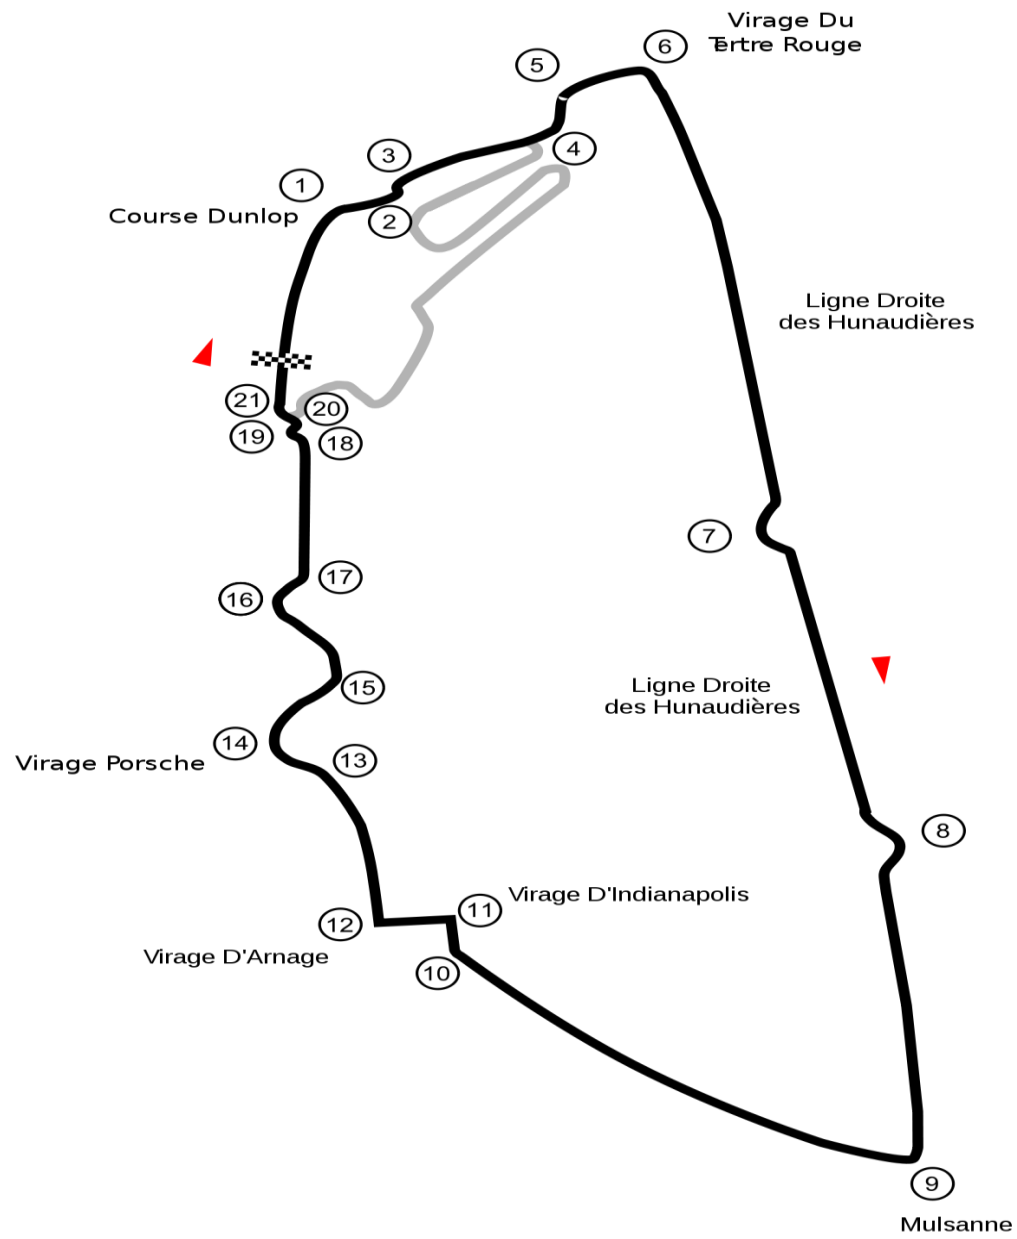 Virage Du
Tertre Rouge
6
5
4
3
1
Course Dunlop
2
Ligne Droite
des Hunaudières
21
20
19
18
7
17
16
Ligne Droite
des Hunaudières
15
14
Virage Porsche
13
8
Virage D'Indianapolis
11
12
Virage D'Arnage
10
9
Mulsanne